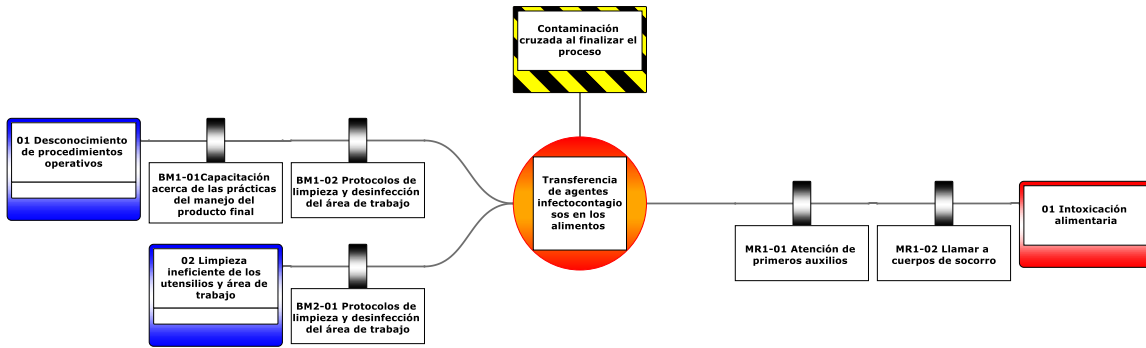 Contaminación
cruzada al finalizar el
proceso
01 Desconocimiento
de procedimientos
operativos
BM1-01Capacitación
acerca de las prácticas
del manejo del
producto final
BM1-02 Protocolos de
limpieza y desinfección
del área de trabajo
02 Limpieza
ineficiente de los
utensilios y área de
trabajo
BM2-01 Protocolos de
limpieza y desinfección
del área de trabajo
Transferencia
de agentes
infectocontagio
sos en los
alimentos
MR1-01 Atención de
primeros auxilios
MR1-02 Llamar a
cuerpos de socorro
01 Intoxicación
alimentaria